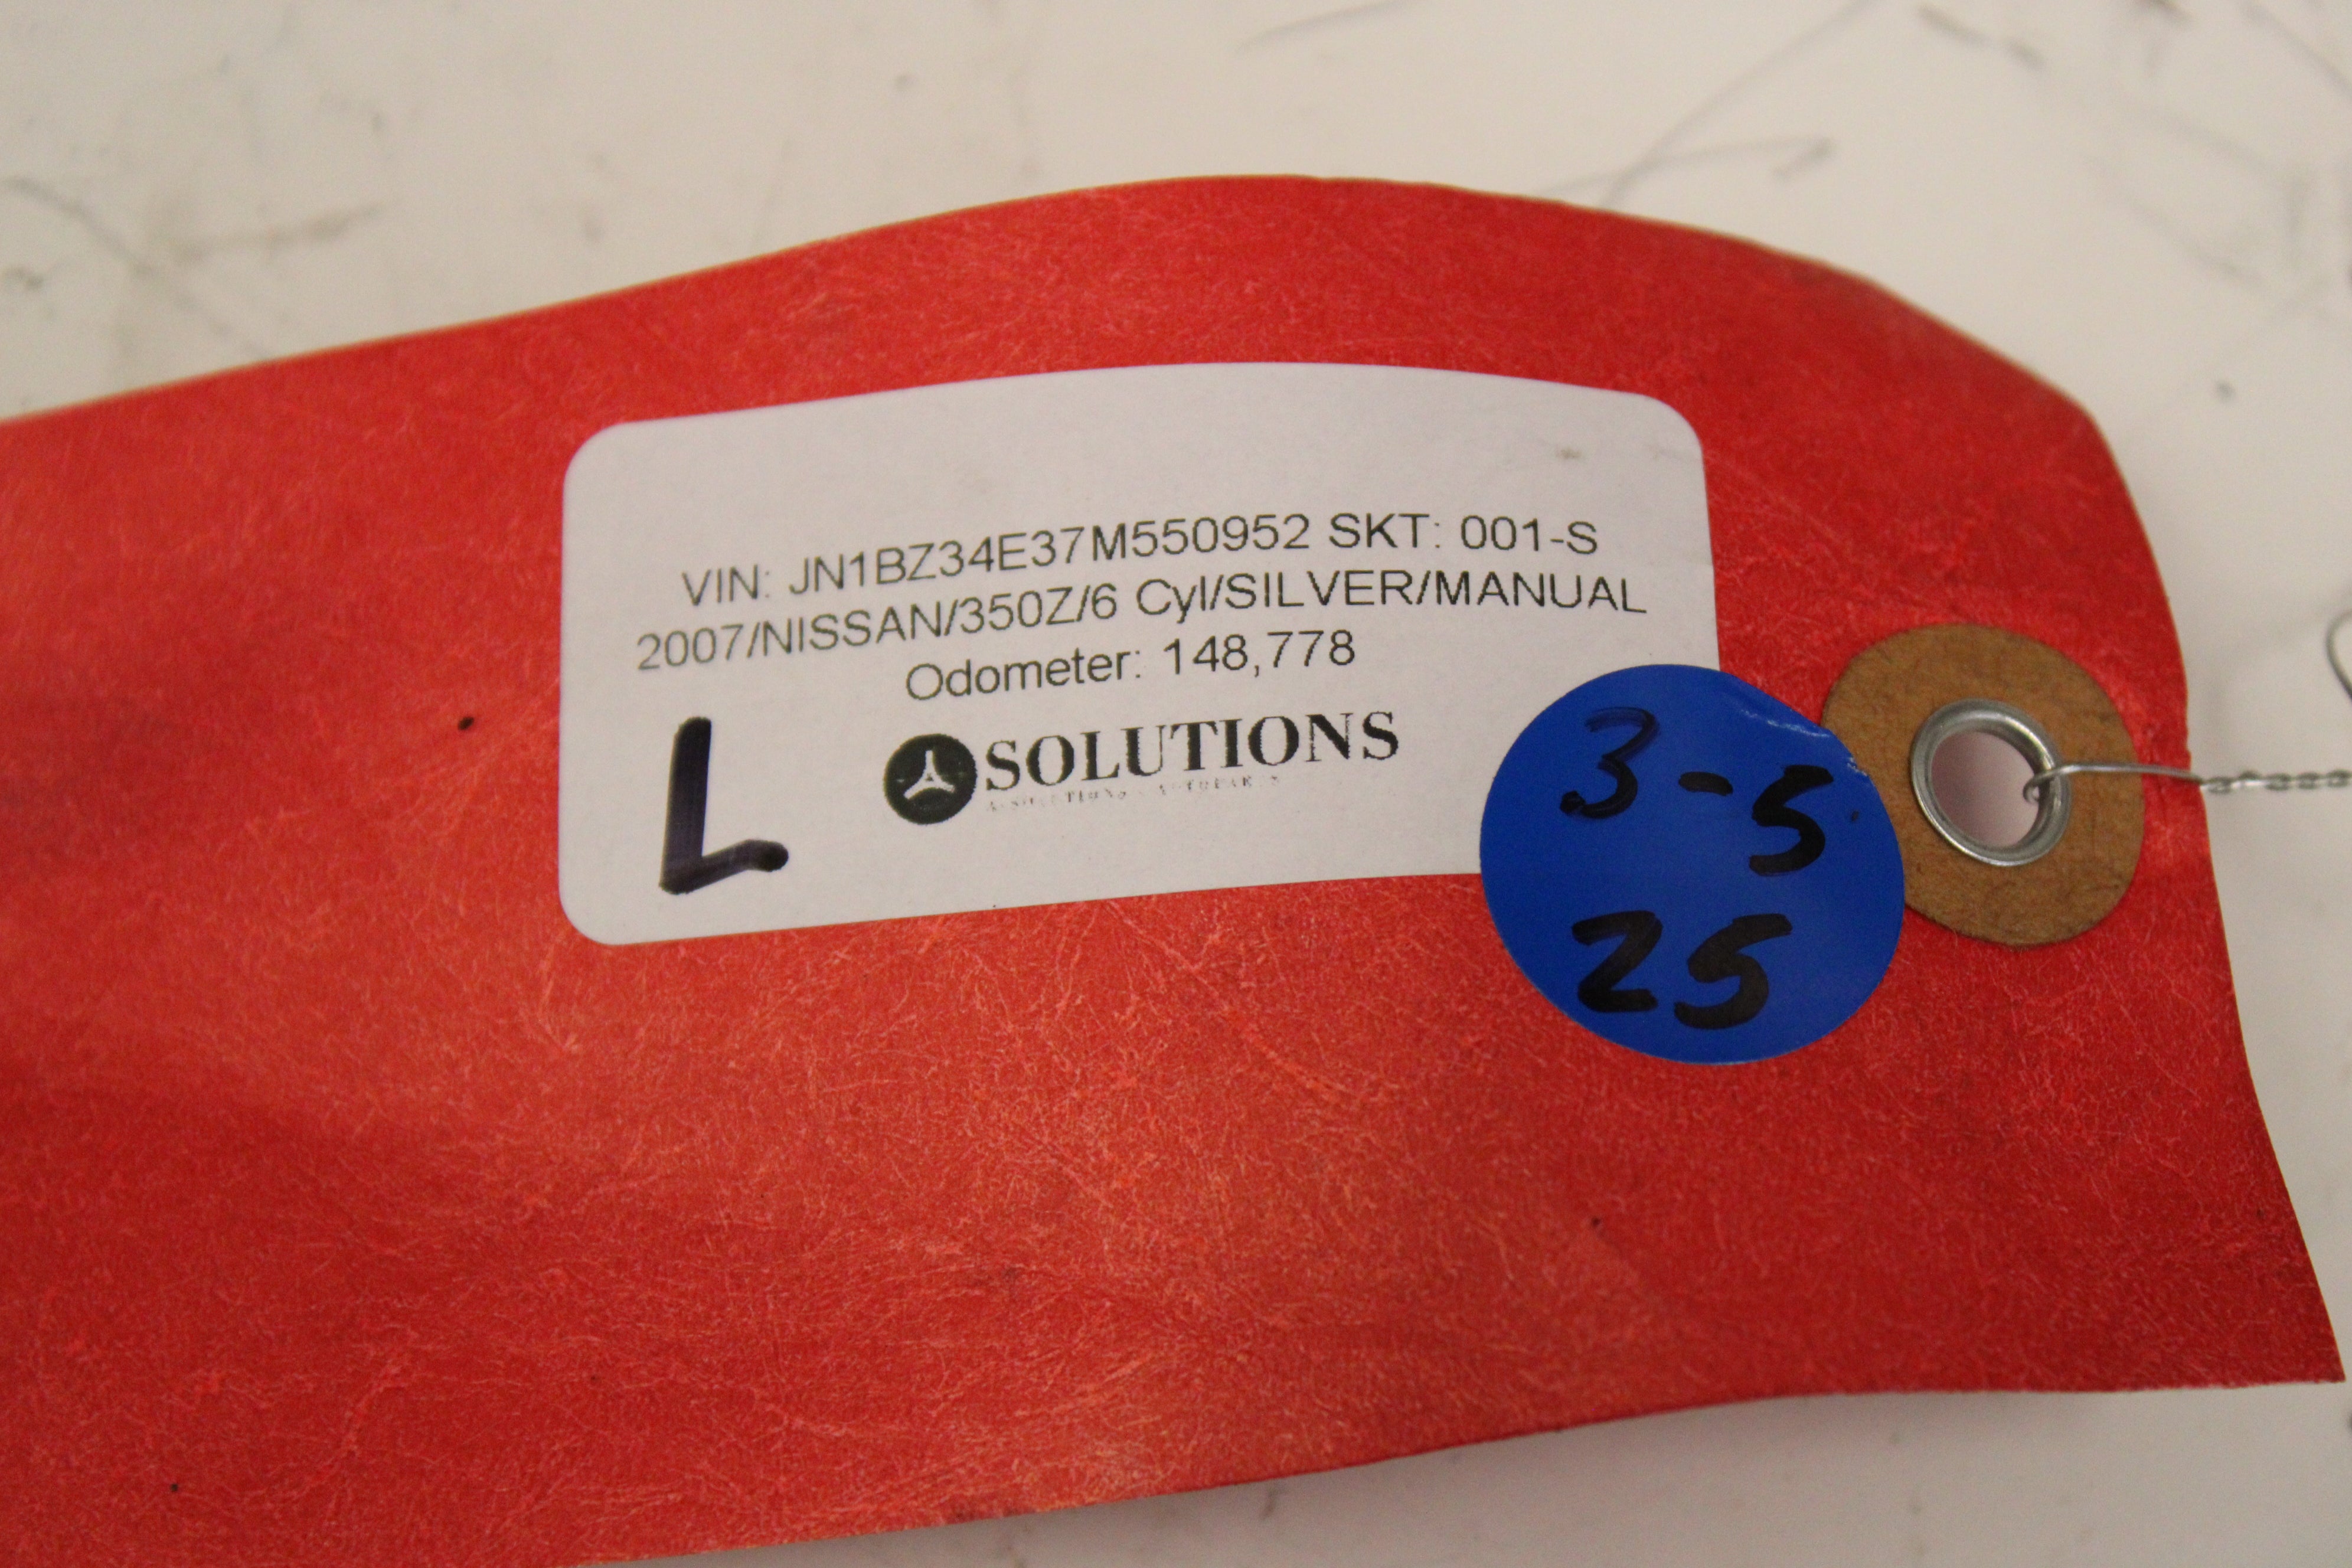 VIN: JN1BZ34E37M550952 SKT: 001-S
2007/NISSAN/350Z/6 Cyl/SILVER/MANUAL
Odometer: 148,778
L
SOLUTIONS
3-5
25